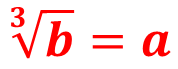 ∛b = a